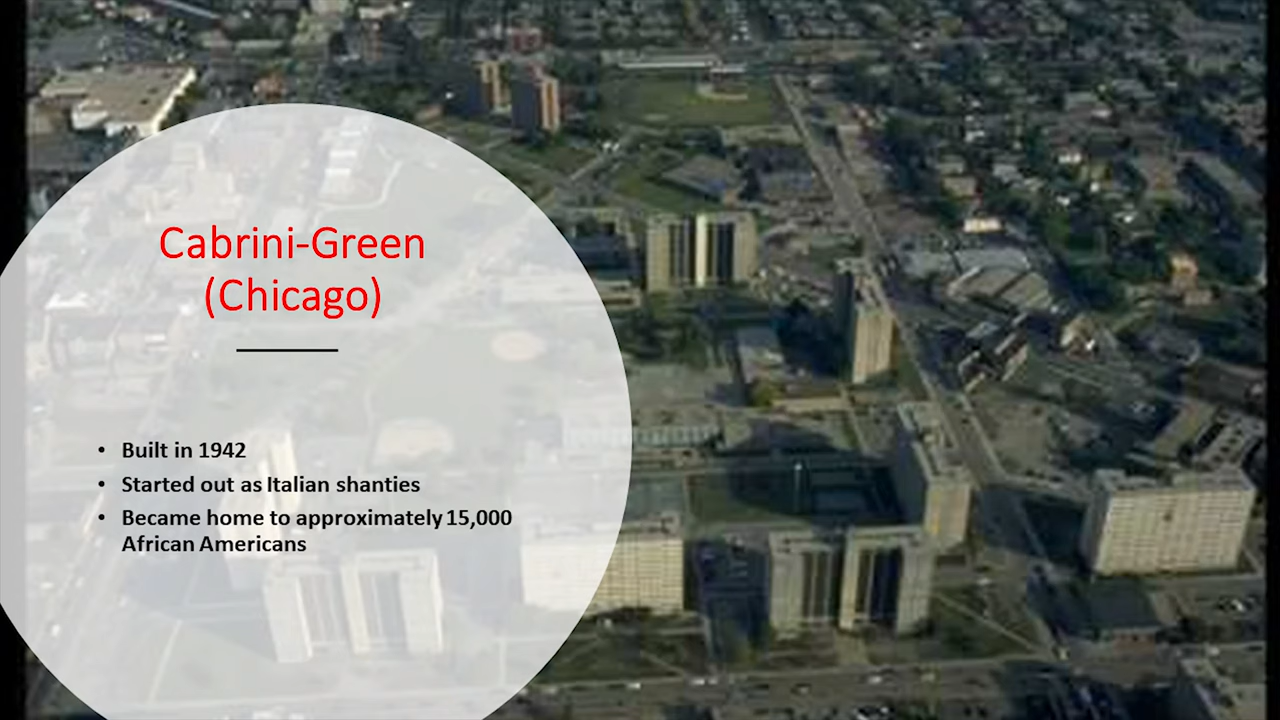 Cabrini-Green
(Chicago)
• Built in 1942
• Started out as Italian shanties
• Became home to approximately 15,000
African Americans